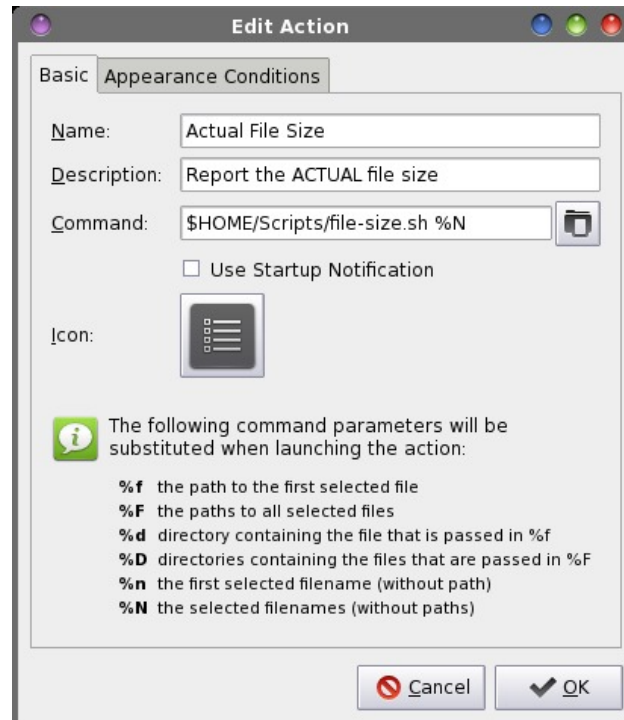 Edit Action
Basic Appearance Conditions
Name: Actual File Size
Description: Report the ACTUAL file size
Command: $HOME/Scripts/file-size.sh %N
Use Startup Notification
Icon:
The following command parameters will be
substituted when launching the action:
%f the path to the first selected file
%F the paths to all selected files
%d directory containing the file that is passed in %f
%D directories containing the files that are passed in %F
%n the first selected filename (without path)
%N the selected filenames (without paths)
Cancel OK